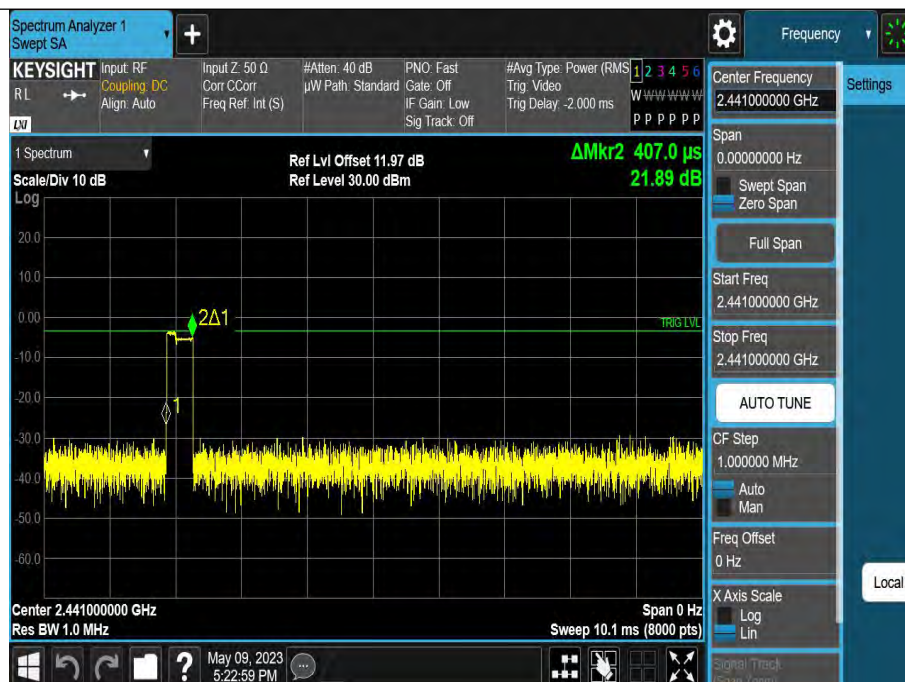 Spectrum Analyzer 1
Swept SA
Frequency
KEYSIGHT
RL
LXI
Input: RF
Coupling: DC
Align: Auto
Input Z: 50 Ω
Corr CCorr
Freq Ref: Int (S)
#Atten: 40 dB
µW Path: Standard
PNO: Fast
Gate: Off
IF Gain: Low
Sig Track: Off
#Avg Type: Power (RMS
Trig: Video
Trig Delay: -2.000 ms
1 2 3 4 5 6
W W W W W W
P P P P P P
Center Frequency
2.441000000 GHz
Settings
Span
0.00000000 Hz
Swept Span
Zero Span
Full Span
Start Freq
2.441000000 GHz
Stop Freq
2.441000000 GHz
AUTO TUNE
CF Step
1.000000 MHz
Auto
Man
Freq Offset
0 Hz
X Axis Scale
Log
Lin
Signal Track
(Span Zoom)
Local
1 Spectrum
Scale/Div 10 dB
Log
Ref Lvl Offset 11.97 dB
Ref Level 30.00 dBm
ΔMkr2 407.0 µs
21.89 dB
20.0
10.0
0.00
-10.0
-20.0
-30.0
-40.0
-50.0
-60.0
2Δ1
1
TRIG LVL
Center 2.441000000 GHz
Res BW 1.0 MHz
Span 0 Hz
Sweep 10.1 ms (8000 pts)
?
May 09, 2023
5:22:59 PM